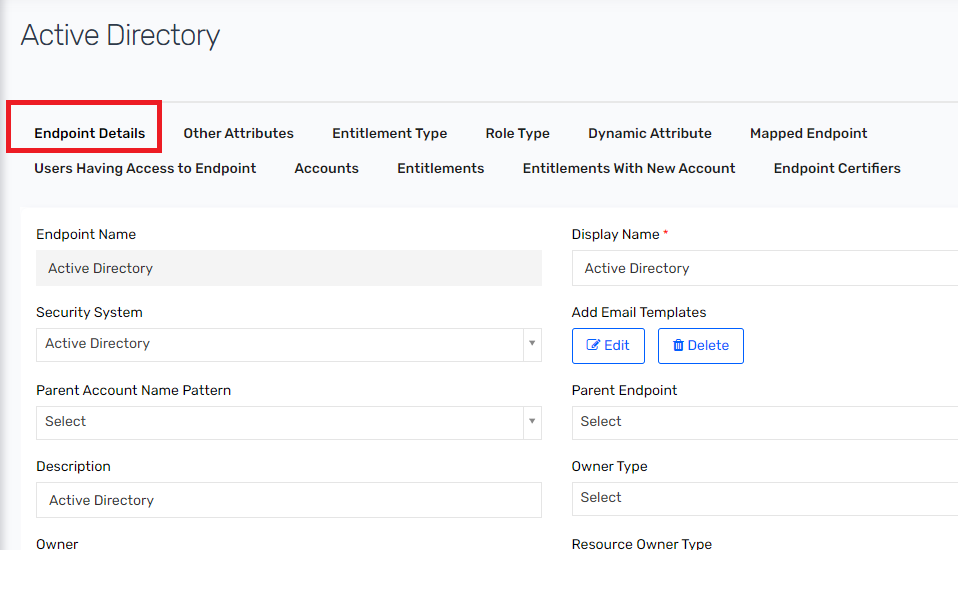 Active Directory
Endpoint Details Other Attributes Entitlement Type Role Type Dynamic Attribute Mapped Endpoint
Users Having Access to Endpoint Accounts Entitlements Entitlements With New Account Endpoint Certifiers
Endpoint Name Display Name *
Active Directory Active Directory
Security System Add Email Templates
Active Directory Edit Delete
Parent Account Name Pattern Parent Endpoint
Select Select
Description Owner Type
Active Directory Select
Owner Resource Owner Type